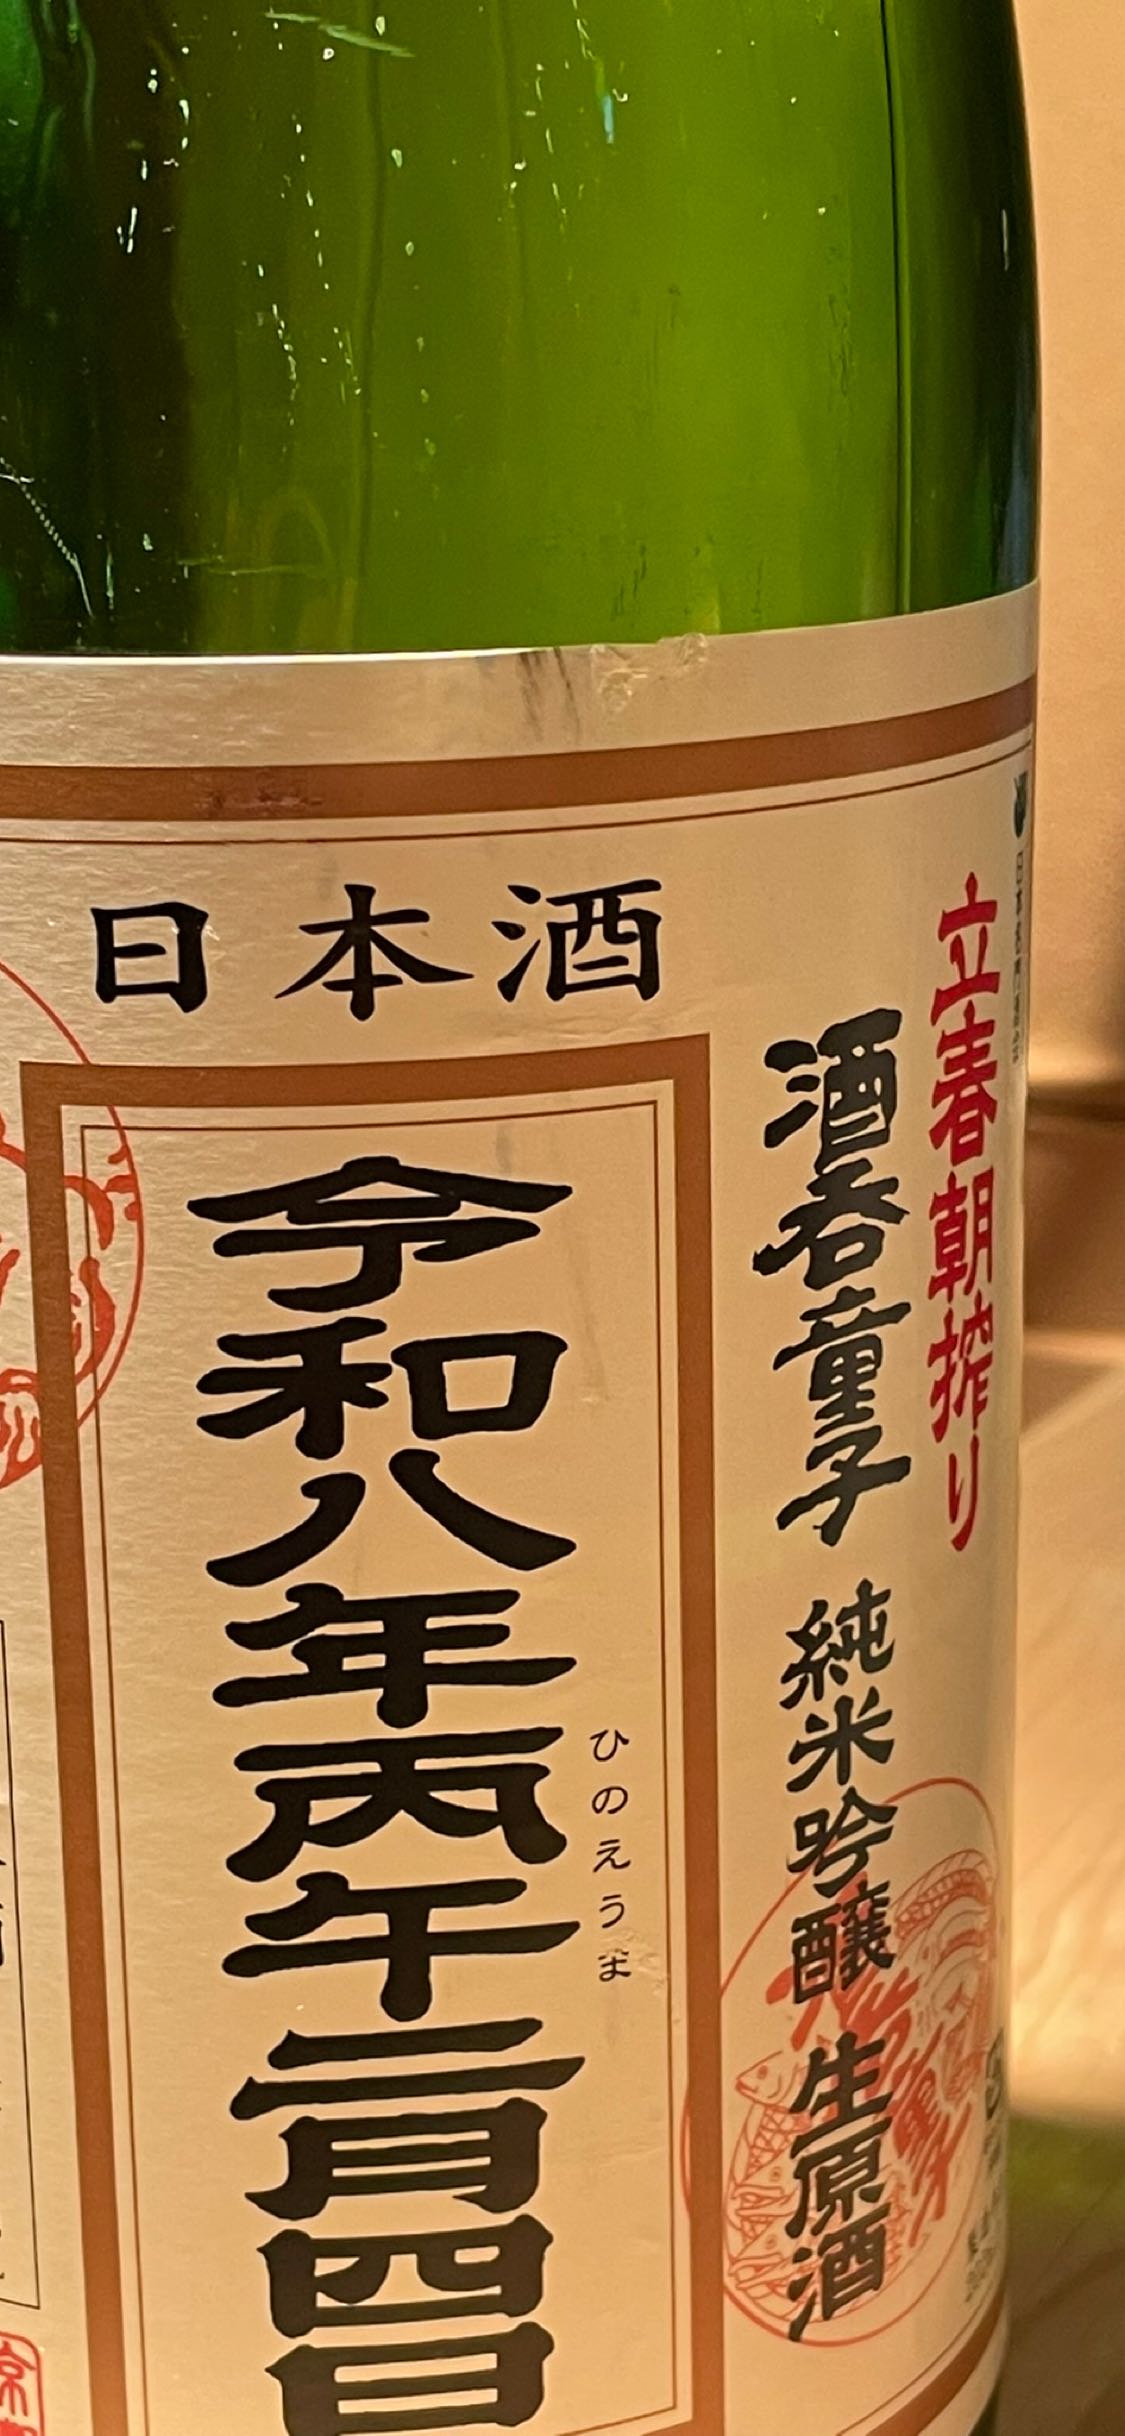 日本酒
立春朝搾り
酒呑童子 純米吟醸 生原酒
令和八年丙午二月四日
ひのえうま